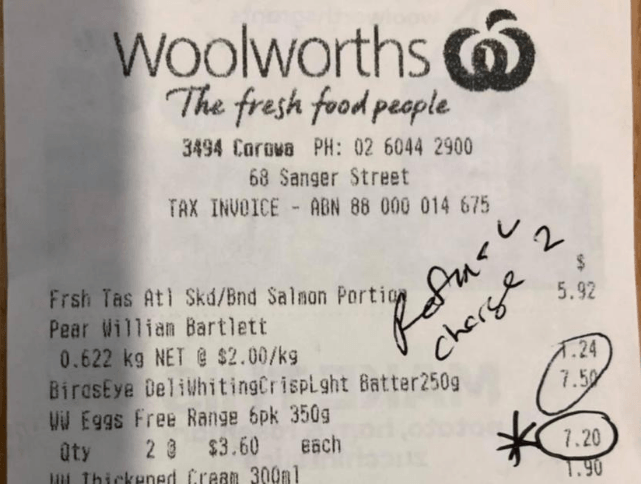 Woolworths
The fresh food people
3494 Corowa PH: 02 6044 2900
68 Sanger Street
TAX INVOICE - ABN 88 000 014 675
$
Frsh Tas Atl Skd/Bnd Salmon Portion 5.92
Pear William Bartlett
0.622 kg NET @ $2.00/kg 1.24
BirdsEye DeliWhitingCrispLght Batter250g 7.50
WW Eggs Free Range 6pk 350g
Qty 2 @ $3.60 each 7.20
WW Thickened Cream 300ml 1.90
charge 2